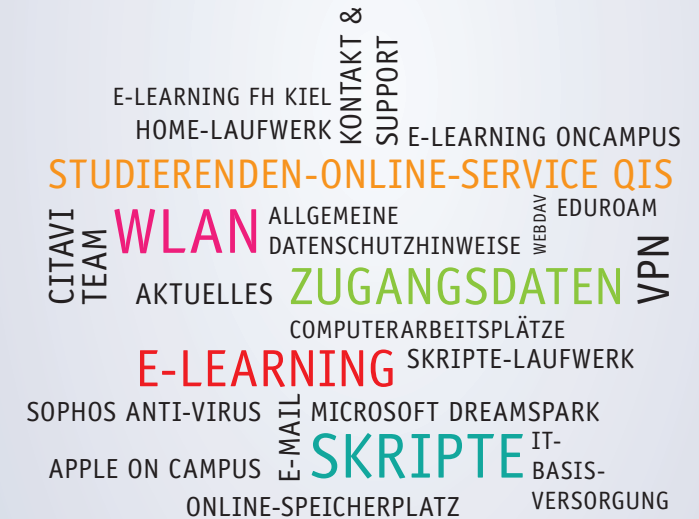 KONTAKT &
SUPPORT
E-LEARNING FH KIEL
HOME-LAUFWERK
E-LEARNING ONCAMPUS
STUDIERENDEN-ONLINE-SERVICE QIS
CITAVI
TEAM
WLAN
ALLGEMEINE
DATENSCHUTZHINWEISE
WEBDAV
EDUROAM
VPN
AKTUELLES
ZUGANGSDATEN
COMPUTERARBEITSPLÄTZE
E-LEARNING
SKRIPTE-LAUFWERK
SOPHOS ANTI-VIRUS
E-MAIL
MICROSOFT DREAMSPARK
APPLE ON CAMPUS
SKRIPTE
IT-
BASIS-
VERSORGUNG
ONLINE-SPEICHERPLATZ